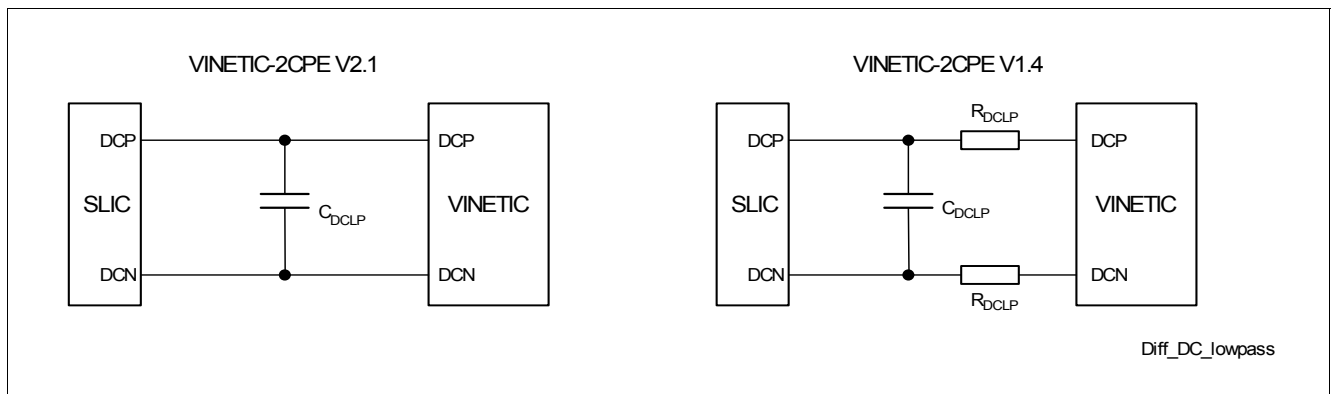 VINETIC-2CPE V2.1
DCP
DCP
SLIC
C_DCLP
VINETIC
DCN
DCN
VINETIC-2CPE V1.4
R_DCLP
DCP
DCP
SLIC
C_DCLP
VINETIC
DCN
DCN
R_DCLP
Diff_DC_lowpass